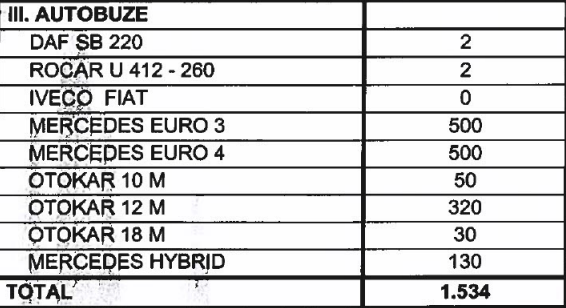 III. AUTOBUZE
DAF SB 220 2
ROCAR U 412 - 260 2
IVECO FIAT 0
MERCEDES EURO 3 500
MERCEDES EURO 4 500
OTOKAR 10 M 50
OTOKAR 12 M 320
OTOKAR 18 M 30
MERCEDES HYBRID 130
TOTAL 1.534